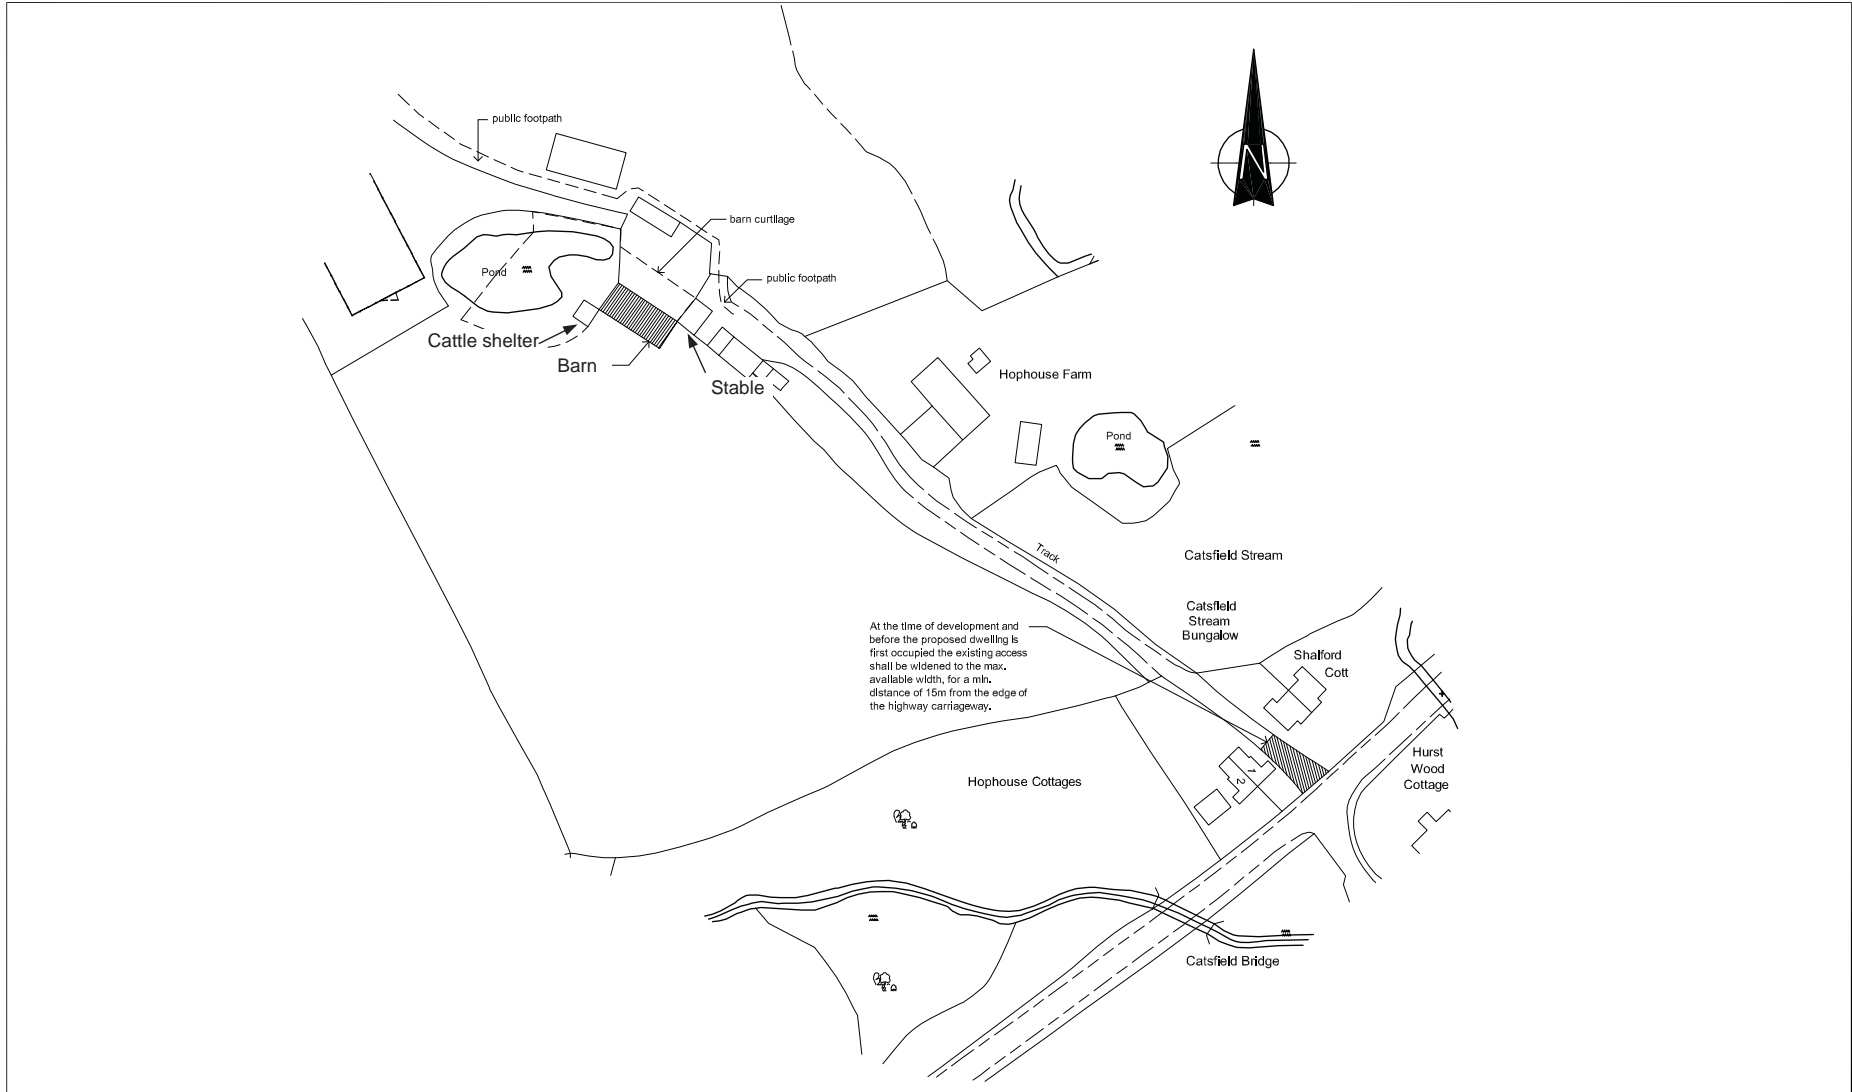 public footpath
N
barn curtilage
public footpath
Pond
Cattle shelter
Barn
Stable
Hophouse Farm
Pond
Track
Catsfield Stream
Catsfield
Stream
Bungalow
At the time of development and
before the proposed dwelling is
first occupied the existing access
shall be widened to the max.
available width, for a min.
distance of 15m from the edge of
the highway carriageway.
Shalford
Cott
Hurst
Wood
Cottage
1
2
Hophouse Cottages
Catsfield Bridge